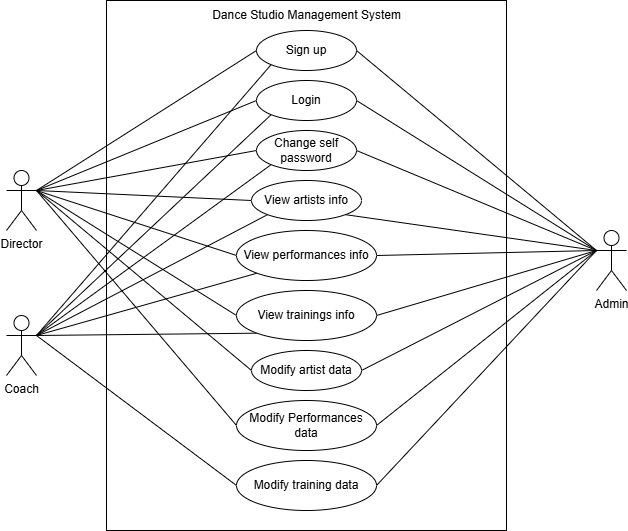 Dance Studio Management System
Sign up
Login
Change self
password
View artists info
Director
View performances info
Admin
View trainings info
Coach
Modify artist data
Modify Performances
data
Modify training data